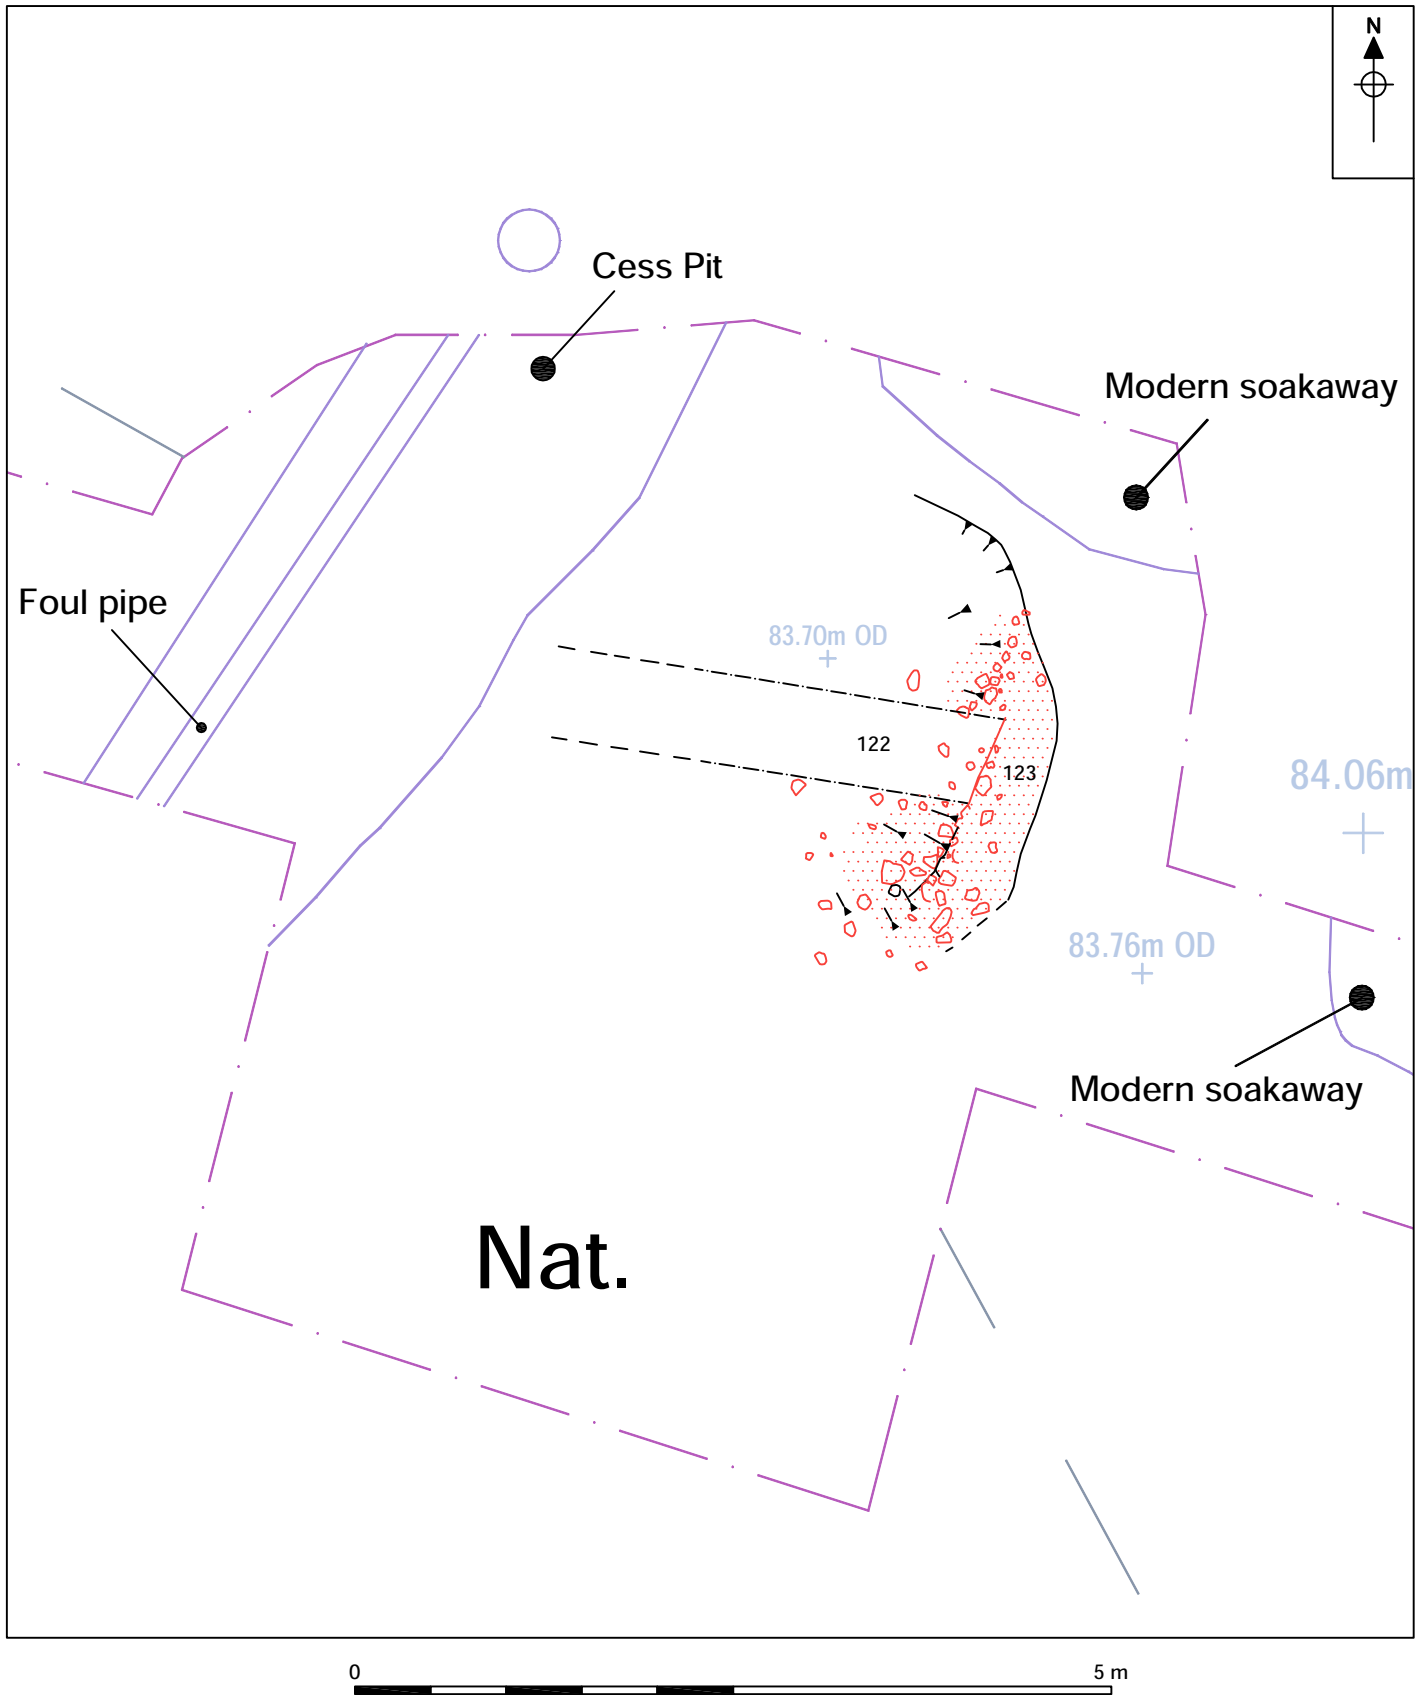 N
Cess Pit
Modern soakaway
Foul pipe
83.70m OD
122
123
84.06m
83.76m OD
Modern soakaway
Nat.
0
5 m